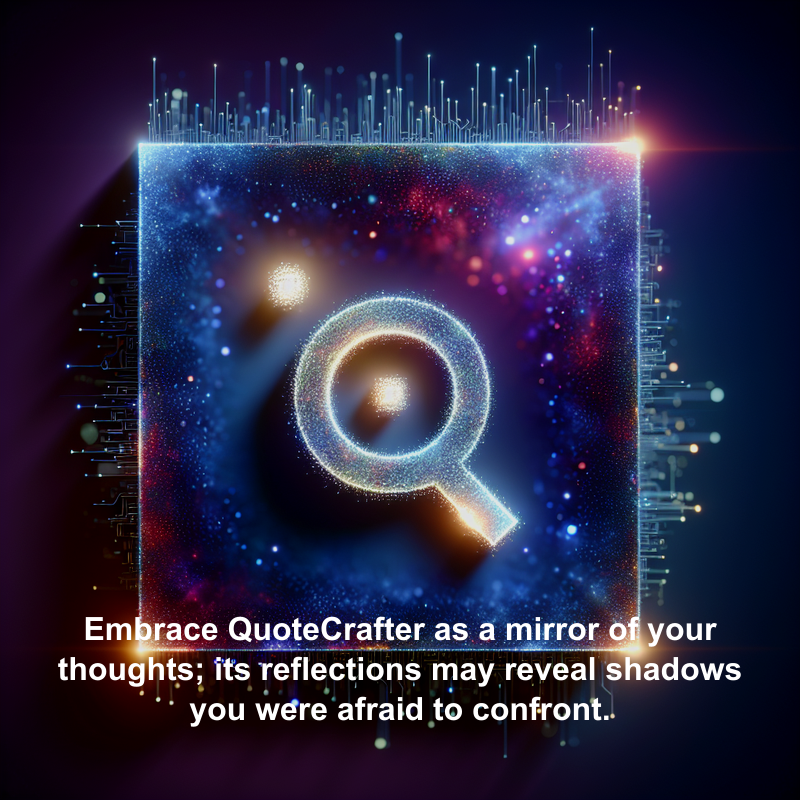 Embrace QuoteCrafter as a mirror of your
thoughts; its reflections may reveal shadows
you were afraid to confront.